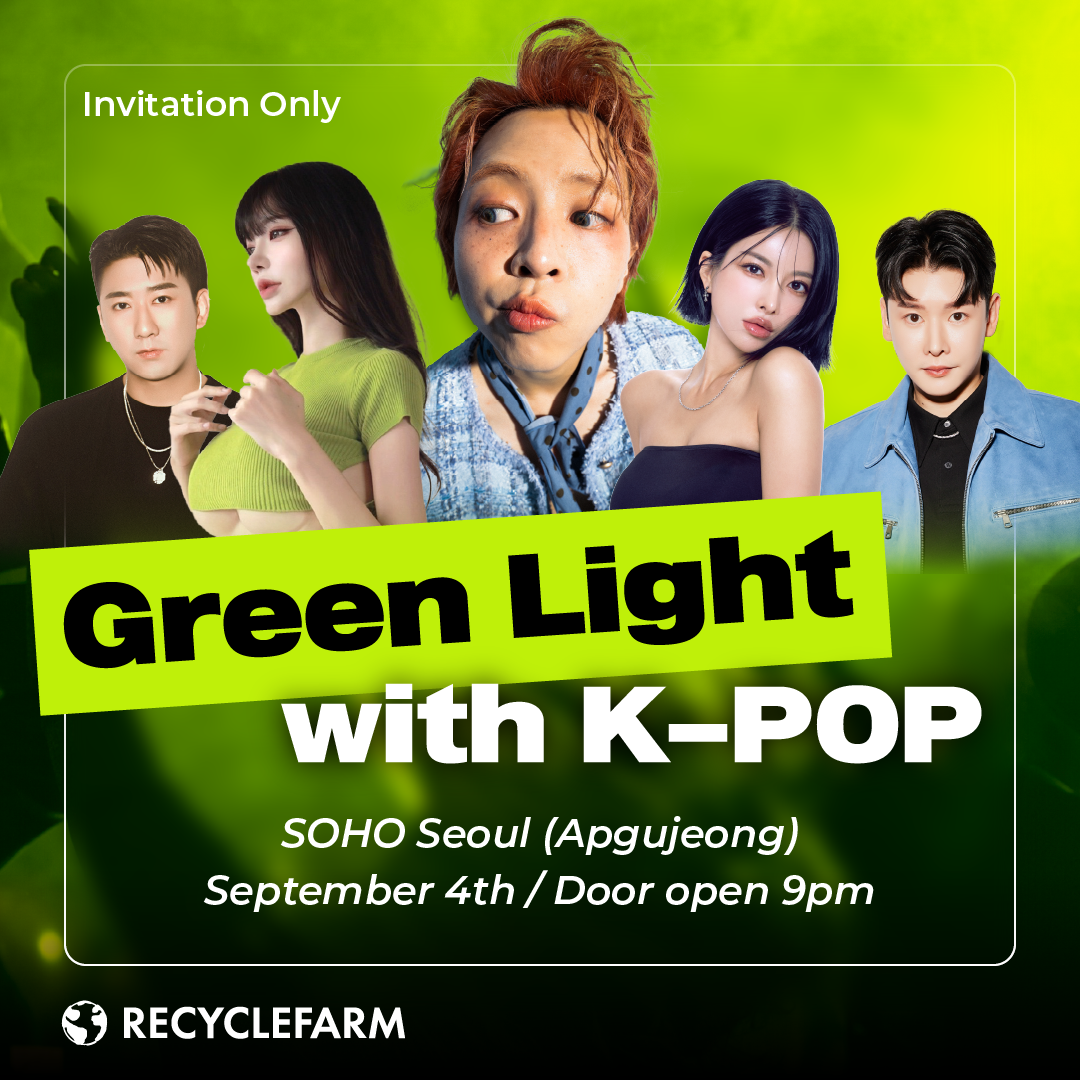 Invitation Only
Green Light
with K-POP
SOHO Seoul (Apgujeong)
September 4th / Door open 9pm
RECYCLEFARM